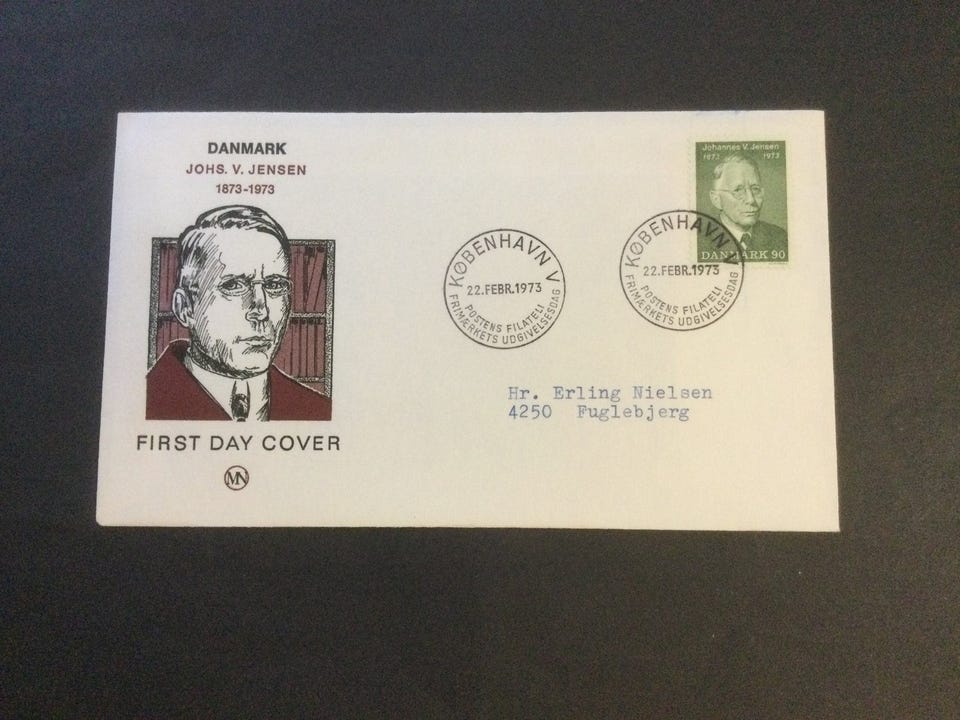 DANMARK
JOHS. V. JENSEN
1873-1973
FIRST DAY COVER
MN
KØBENHAVN V
22.FEBR.1973
POSTENS FILATELI
FRIMÆRKETS UDGIVELSESDAG
Johannes V. Jensen
1873 1973
DANMARK 90
KØBENHAVN V
22.FEBR.1973
POSTENS FILATELI
FRIMÆRKETS UDGIVELSESDAG
Hr. Erling Nielsen
4250 Fuglebjerg